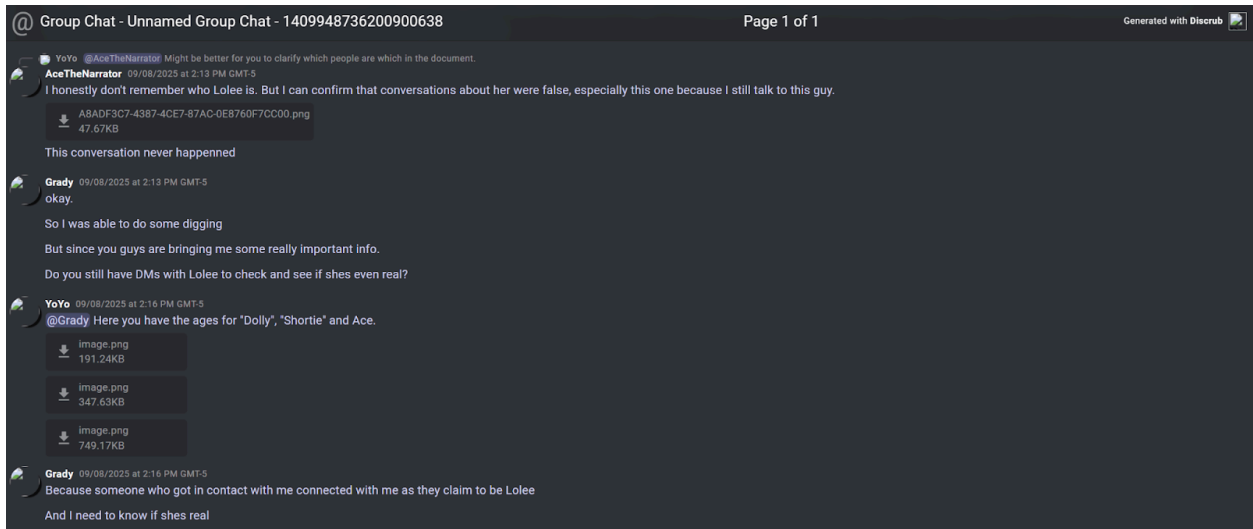 @ Group Chat - Unnamed Group Chat - 1409948736200900638
Page 1 of 1
Generated with Discrub
YoYo @AceTheNarrator Might be better for you to clarify which people are which in the document.
AceTheNarrator 09/08/2025 at 2:13 PM GMT-5
I honestly don't remember who Lolee is. But I can confirm that conversations about her were false, especially this one because I still talk to this guy.
A8ADF3C7-4387-4CE7-87AC-0E8760F7CC00.png
47.67KB
This conversation never happenned
Grady 09/08/2025 at 2:13 PM GMT-5
okay.
So I was able to do some digging
But since you guys are bringing me some really important info.
Do you still have DMs with Lolee to check and see if shes even real?
YoYo 09/08/2025 at 2:16 PM GMT-5
@Grady Here you have the ages for "Dolly", "Shortie" and Ace.
image.png
191.24KB
image.png
347.63KB
image.png
749.17KB
Grady 09/08/2025 at 2:16 PM GMT-5
Because someone who got in contact with me connected with me as they claim to be Lolee
And I need to know if shes real